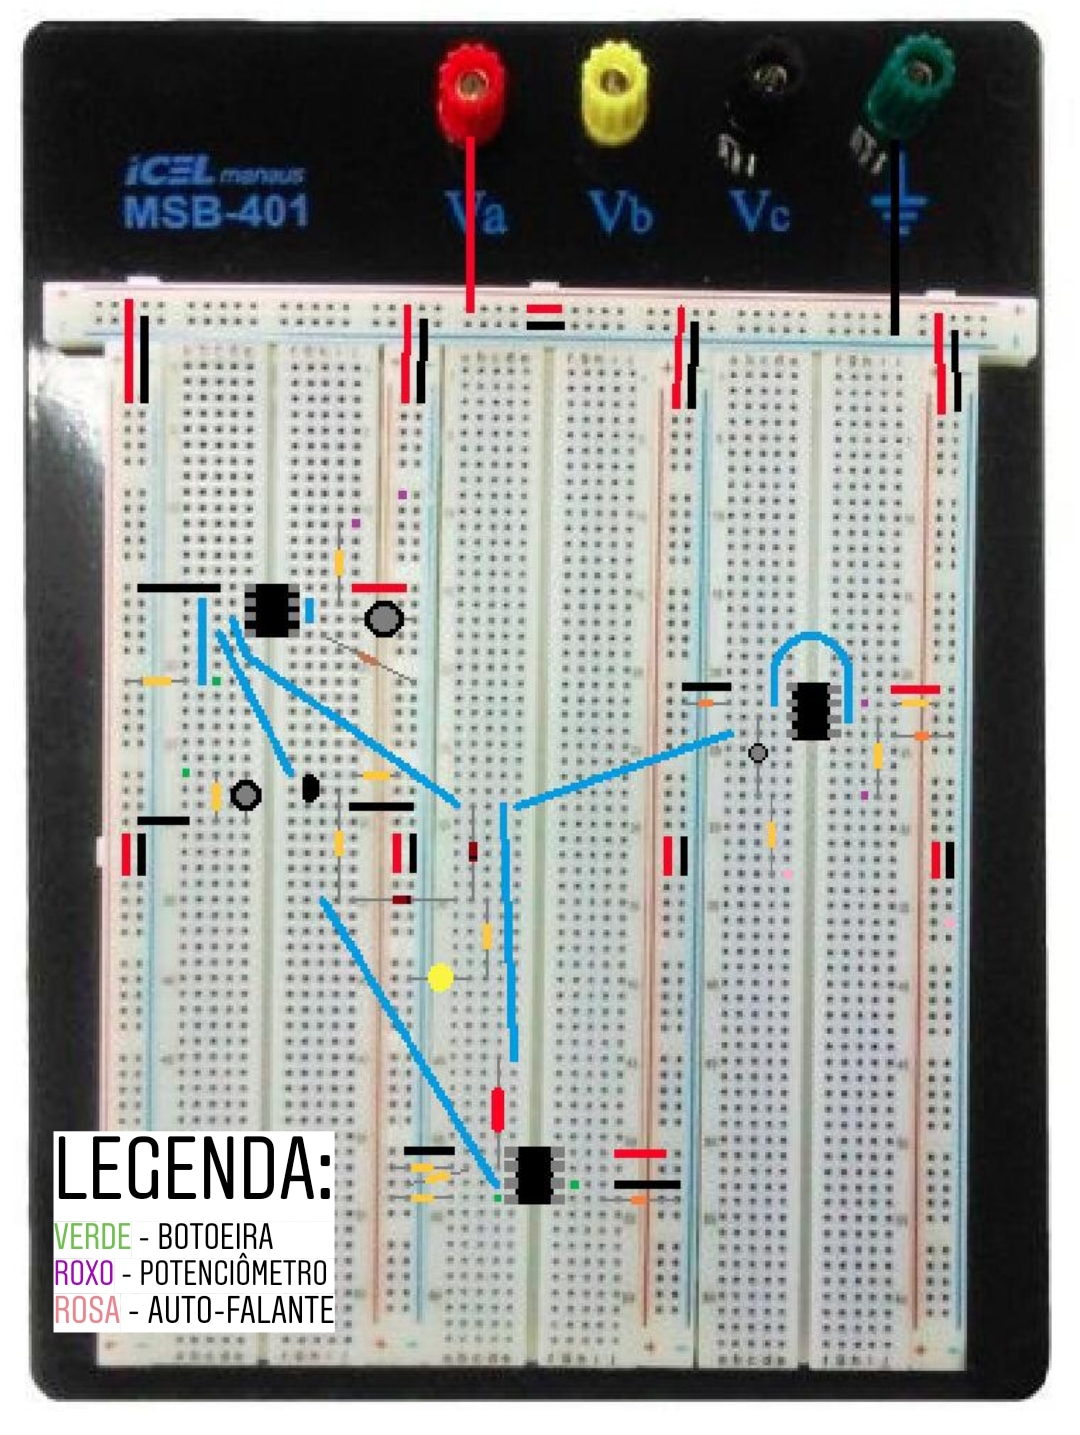 iCEL manaus
MSB-401
Va Vb Vc
LEGENDA:
VERDE - BOTOEIRA
ROXO - POTENCIÔMETRO
ROSA - AUTO-FALANTE